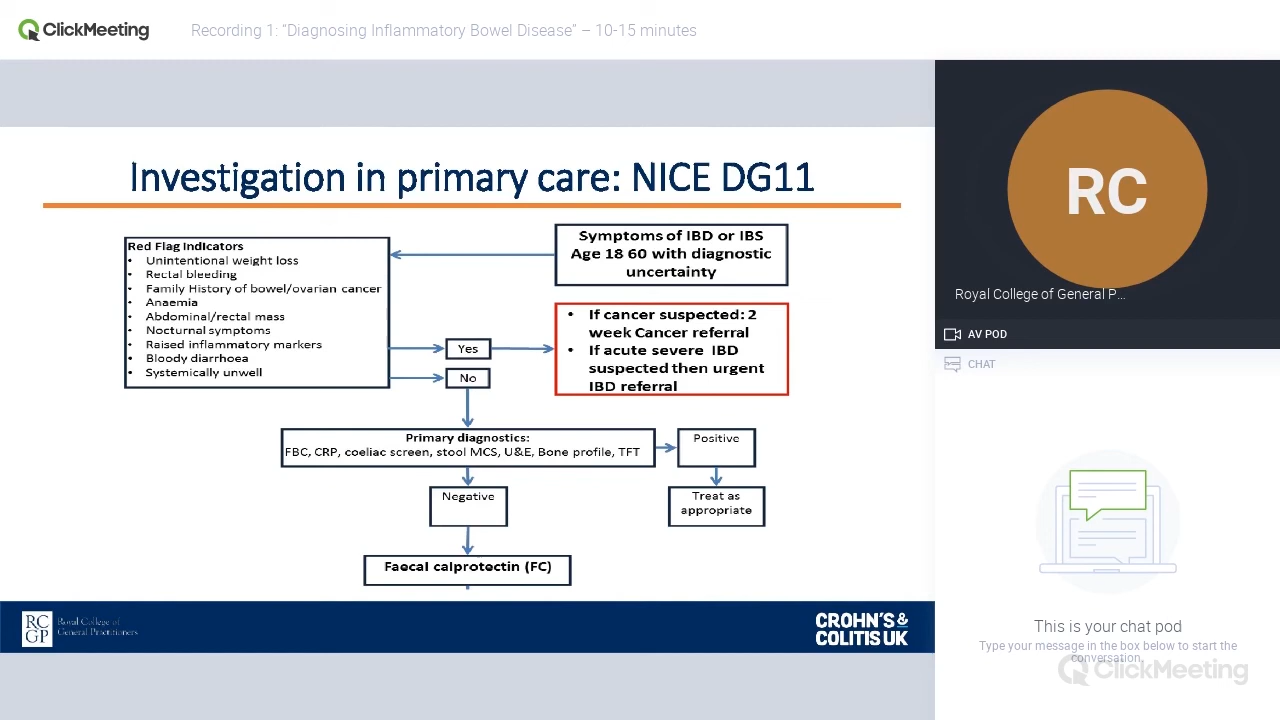 ClickMeeting
Recording 1: "Diagnosing Inflammatory Bowel Disease" – 10-15 minutes
Investigation in primary care: NICE DG11
Red Flag Indicators
• Unintentional weight loss
• Rectal bleeding
• Family History of bowel/ovarian cancer
• Anaemia
• Abdominal/rectal mass
• Nocturnal symptoms
• Raised inflammatory markers
• Bloody diarrhoea
• Systemically unwell
Symptoms of IBD or IBS
Age 18 60 with diagnostic
uncertainty
Yes
No
• If cancer suspected: 2
week Cancer referral
• If acute severe IBD
suspected then urgent
IBD referral
Primary diagnostics:
FBC, CRP, coeliac screen, stool MCS, U&E, Bone profile, TFT
Positive
Negative
Treat as
appropriate
Faecal calprotectin (FC)
RC
GP
Royal College of
General Practitioners
CROHN'S &
COLITIS UK
RC
Royal College of General P...
AV POD
CHAT
This is your chat pod
Type your message in the box below to start the
conversation.
ClickMeeting